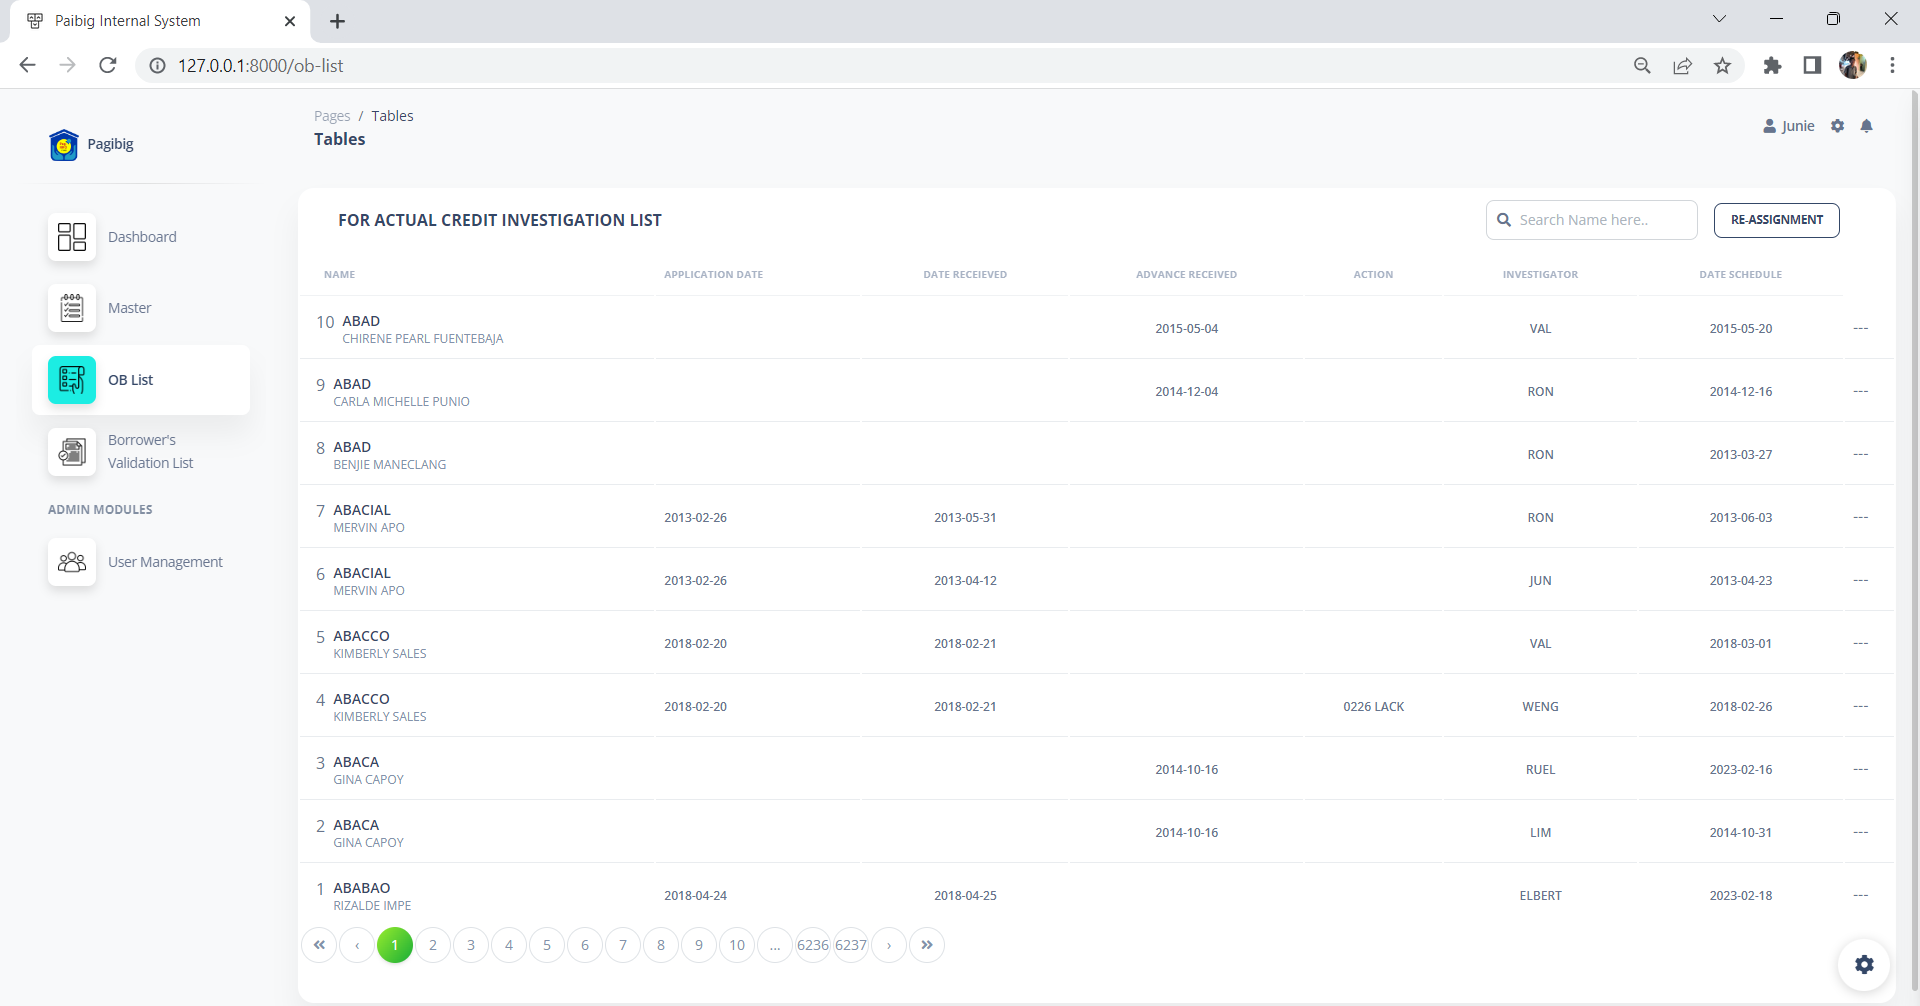 Paibig Internal System
127.0.0.1:8000/ob-list
Pagibig
Dashboard
Master
OB List
Borrower's
Validation List
ADMIN MODULES
User Management
Pages / Tables
Tables
Junie
FOR ACTUAL CREDIT INVESTIGATION LIST
Search Name here..
RE-ASSIGNMENT
NAME APPLICATION DATE DATE RECEIEVED ADVANCE RECEIVED ACTION INVESTIGATOR DATE SCHEDULE
10 ABAD
CHIRENE PEARL FUENTEBAJA
2015-05-04 VAL 2015-05-20 ---
9 ABAD
CARLA MICHELLE PUNIO
2014-12-04 RON 2014-12-16 ---
8 ABAD
BENJIE MANECLANG
RON 2013-03-27 ---
7 ABACIAL
MERVIN APO
2013-02-26 2013-05-31 RON 2013-06-03 ---
6 ABACIAL
MERVIN APO
2013-02-26 2013-04-12 JUN 2013-04-23 ---
5 ABACCO
KIMBERLY SALES
2018-02-20 2018-02-21 VAL 2018-03-01 ---
4 ABACCO
KIMBERLY SALES
2018-02-20 2018-02-21 0226 LACK WENG 2018-02-26 ---
3 ABACA
GINA CAPOY
2014-10-16 RUEL 2023-02-16 ---
2 ABACA
GINA CAPOY
2014-10-16 LIM 2014-10-31 ---
1 ABABAO
RIZALDE IMPE
2018-04-24 2018-04-25 ELBERT 2023-02-18 ---
« ‹ 1 2 3 4 5 6 7 8 9 10 ... 6236 6237 › »